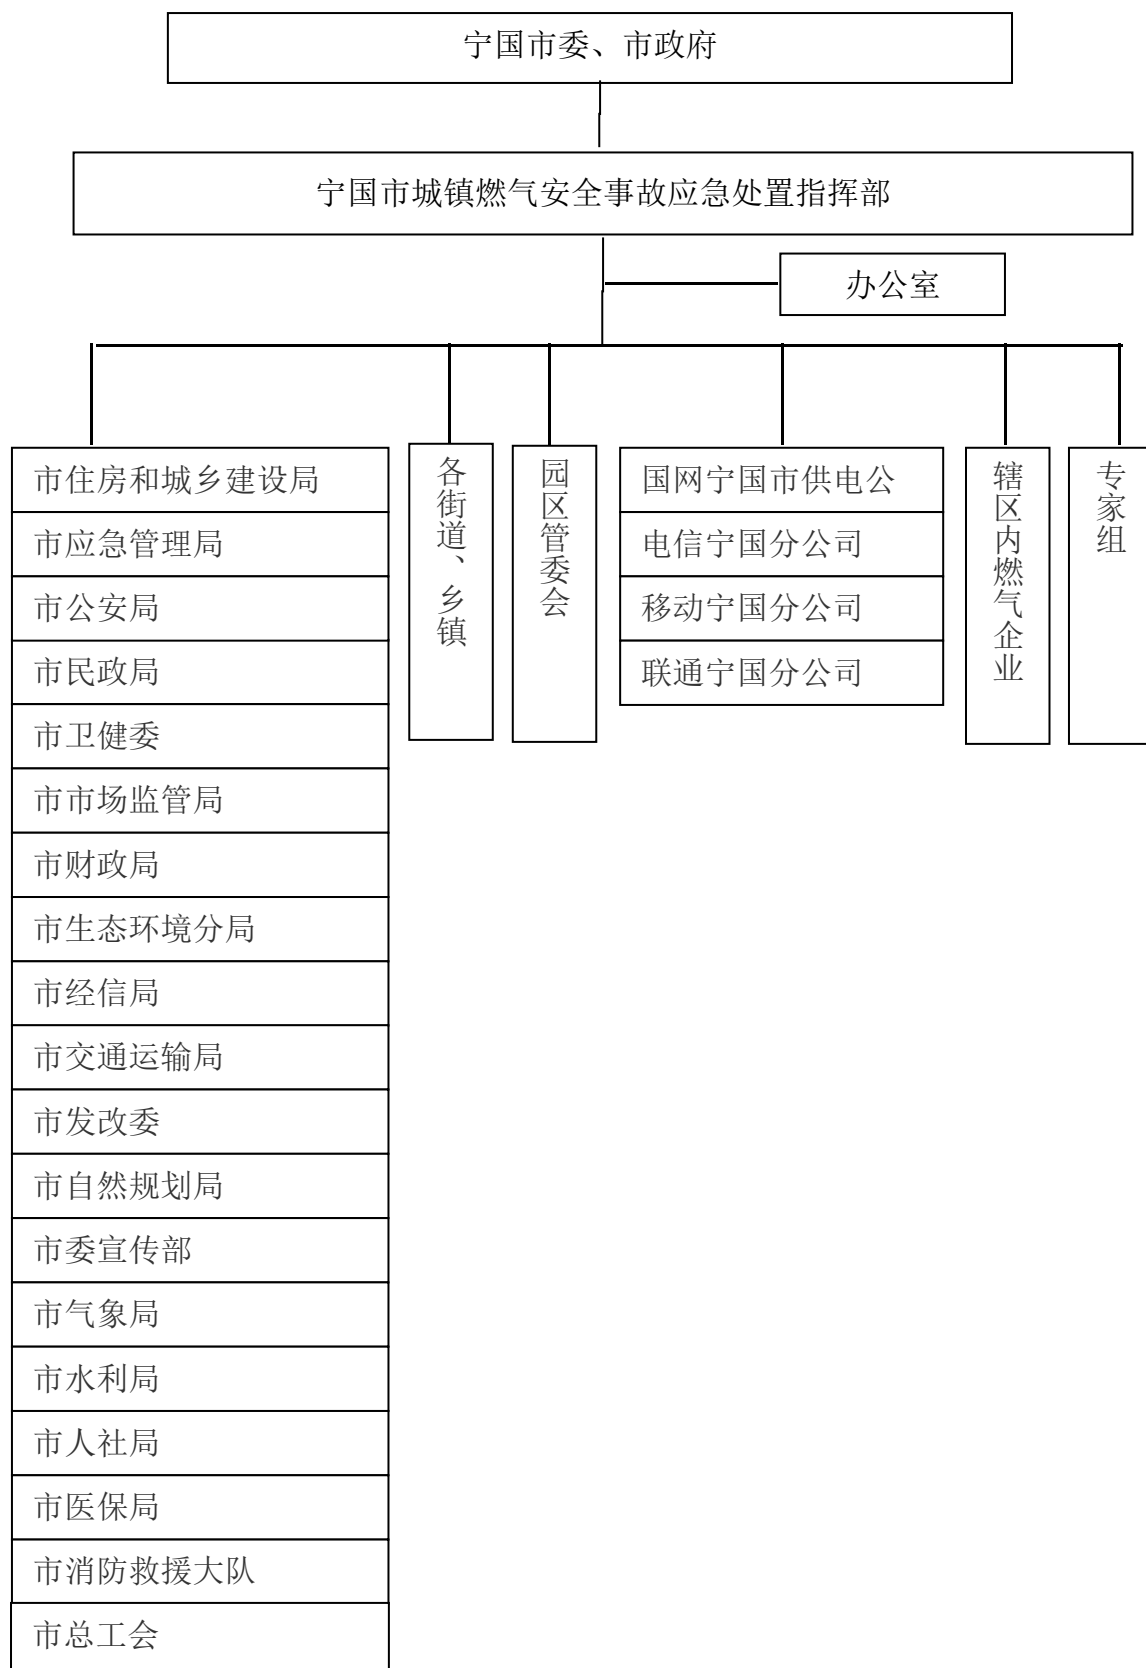 宁国市委、市政府
宁国市城镇燃气安全事故应急处置指挥部
办公室
市住房和城乡建设局
市应急管理局
市公安局
市民政局
市卫健委
市市场监管局
市财政局
市生态环境分局
市经信局
市交通运输局
市发改委
市自然规划局
市委宣传部
市气象局
市水利局
市人社局
市医保局
市消防救援大队
市总工会
各街道、乡镇
园区管委会
国网宁国市供电公
电信宁国分公司
移动宁国分公司
联通宁国分公司
辖区内燃气企业
专家组